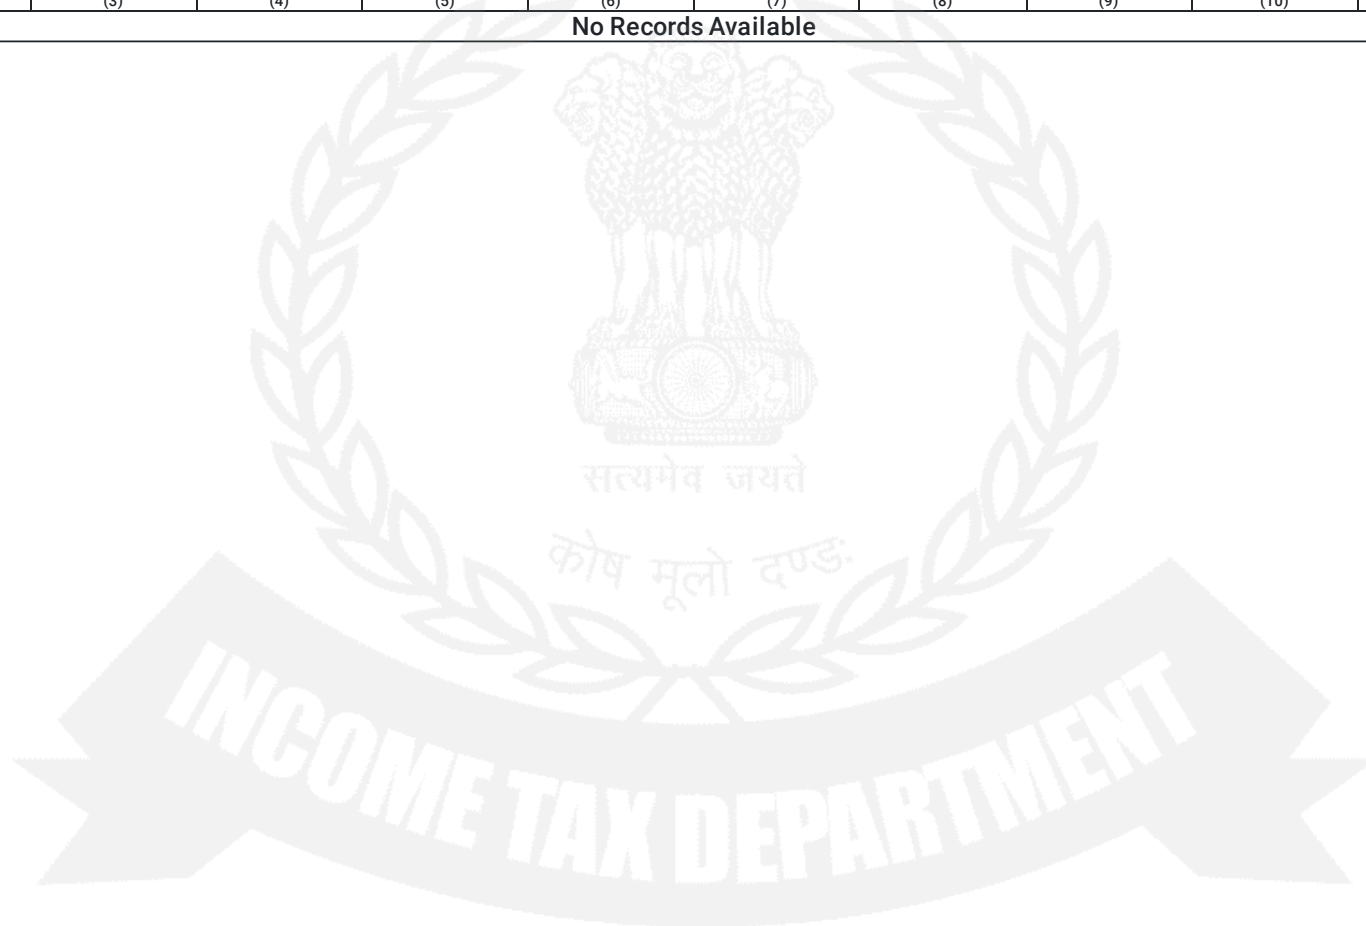 (3) (4) (5) (6) (7) (8) (9) (10)
No Records Available
सत्यमेव जयते
कोष मूलो दण्डः
INCOME TAX DEPARTMENT